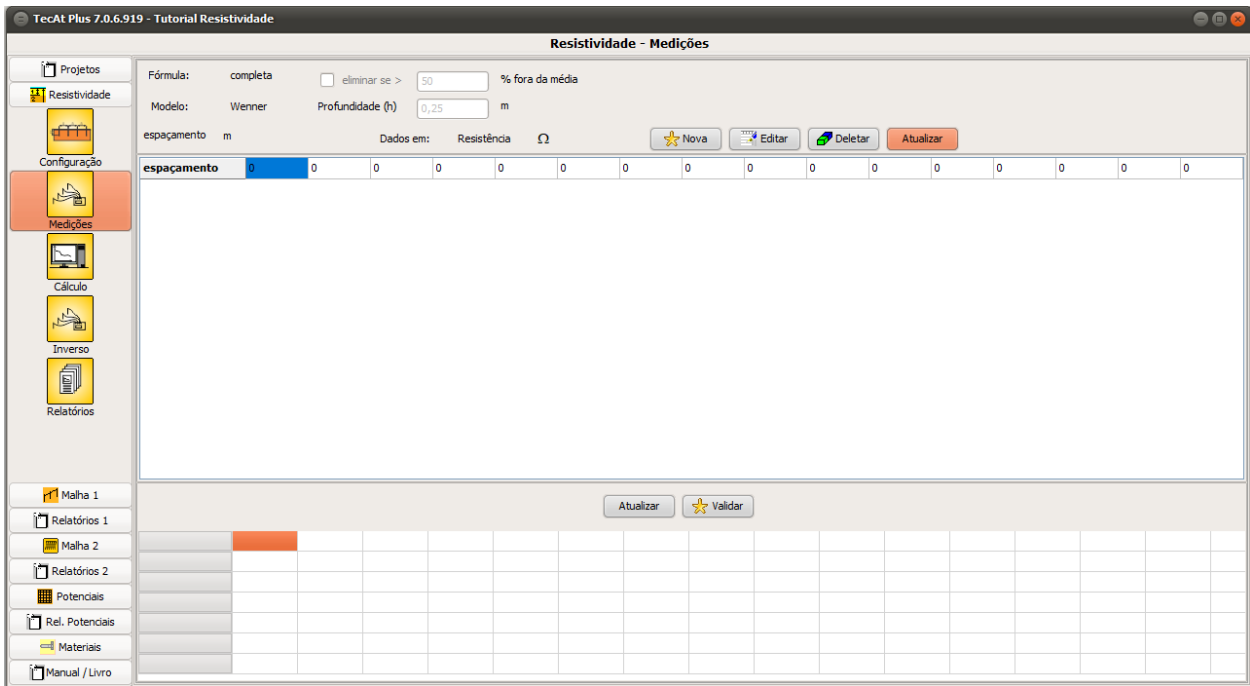 TecAt Plus 7.0.6.919 - Tutorial Resistividade
Resistividade - Medições
Projetos
Resistividade
Configuração
Medições
Cálculo
Inverso
Relatórios
Malha 1
Relatórios 1
Malha 2
Relatórios 2
Potenciais
Rel. Potenciais
Materiais
Manual / Livro
Fórmula: completa eliminar se > 50 % fora da média
Modelo: Wenner Profundidade (h) 0,25 m
espaçamento m Dados em: Resistência Ω Nova Editar Deletar Atualizar
espaçamento 0 0 0 0 0 0 0 0 0 0 0 0 0 0 0 0
Atualizar Validar